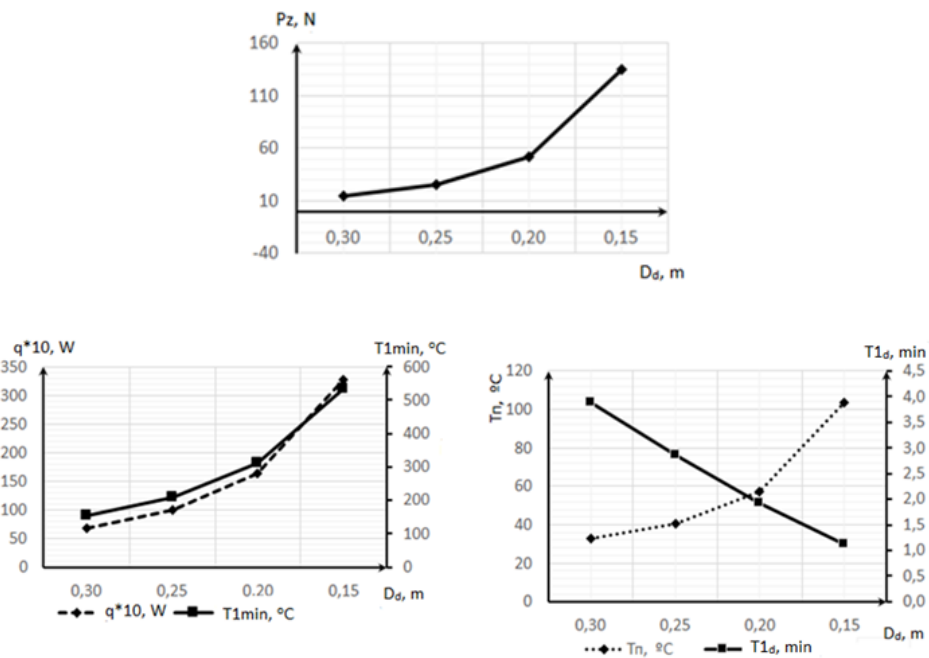 Pz, N
160
110
60
10
-40
0,30 0,25 0,20 0,15
Dd, m
q*10, W
T1min, °C
350
300
250
200
150
100
50
0
600
500
400
300
200
100
0
0,30 0,25 0.20 0,15
Dd, m
q*10, W T1min, °C
T1d, min
Tп, ºC
120
100
80
60
40
20
0
4,5
4,0
3,5
3,0
2,5
2,0
1,5
1,0
0,5
0,0
0,30 0,25 0,20 0,15
Dd, m
Tп, ºC T1d, min